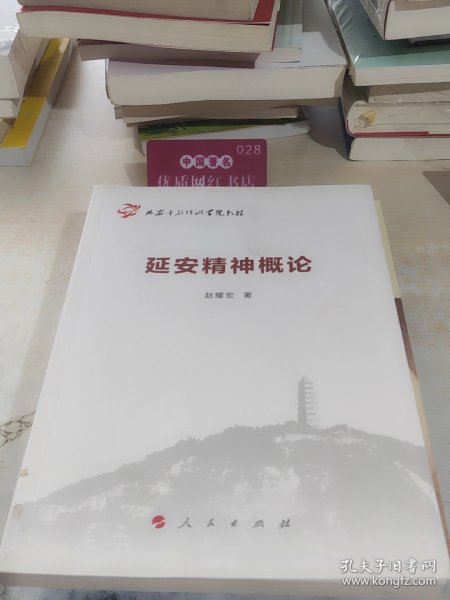 028
中国著名
优质网红书店
延安干部培训学院教材
延安精神概论
赵耀宏 著
人民出版社
孔夫子旧书网
www.kongfz.com